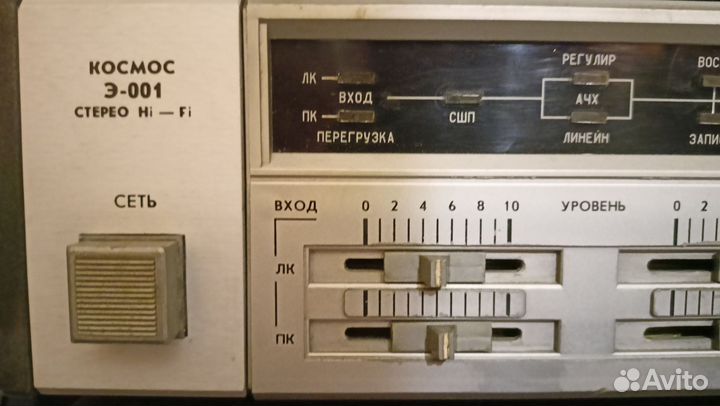 КОСМОС
Э-001
СТЕРЕО Hi — Fi
СЕТЬ
ЛК
ВХОД
ПК
ПЕРЕГРУЗКА
СШП
РЕГУЛИР
АЧХ
ЛИНЕЙН
ВОС
ЗАПИС
ВХОД 0 2 4 6 8 10 УРОВЕНЬ 0 2
ЛК
ПК
Avito